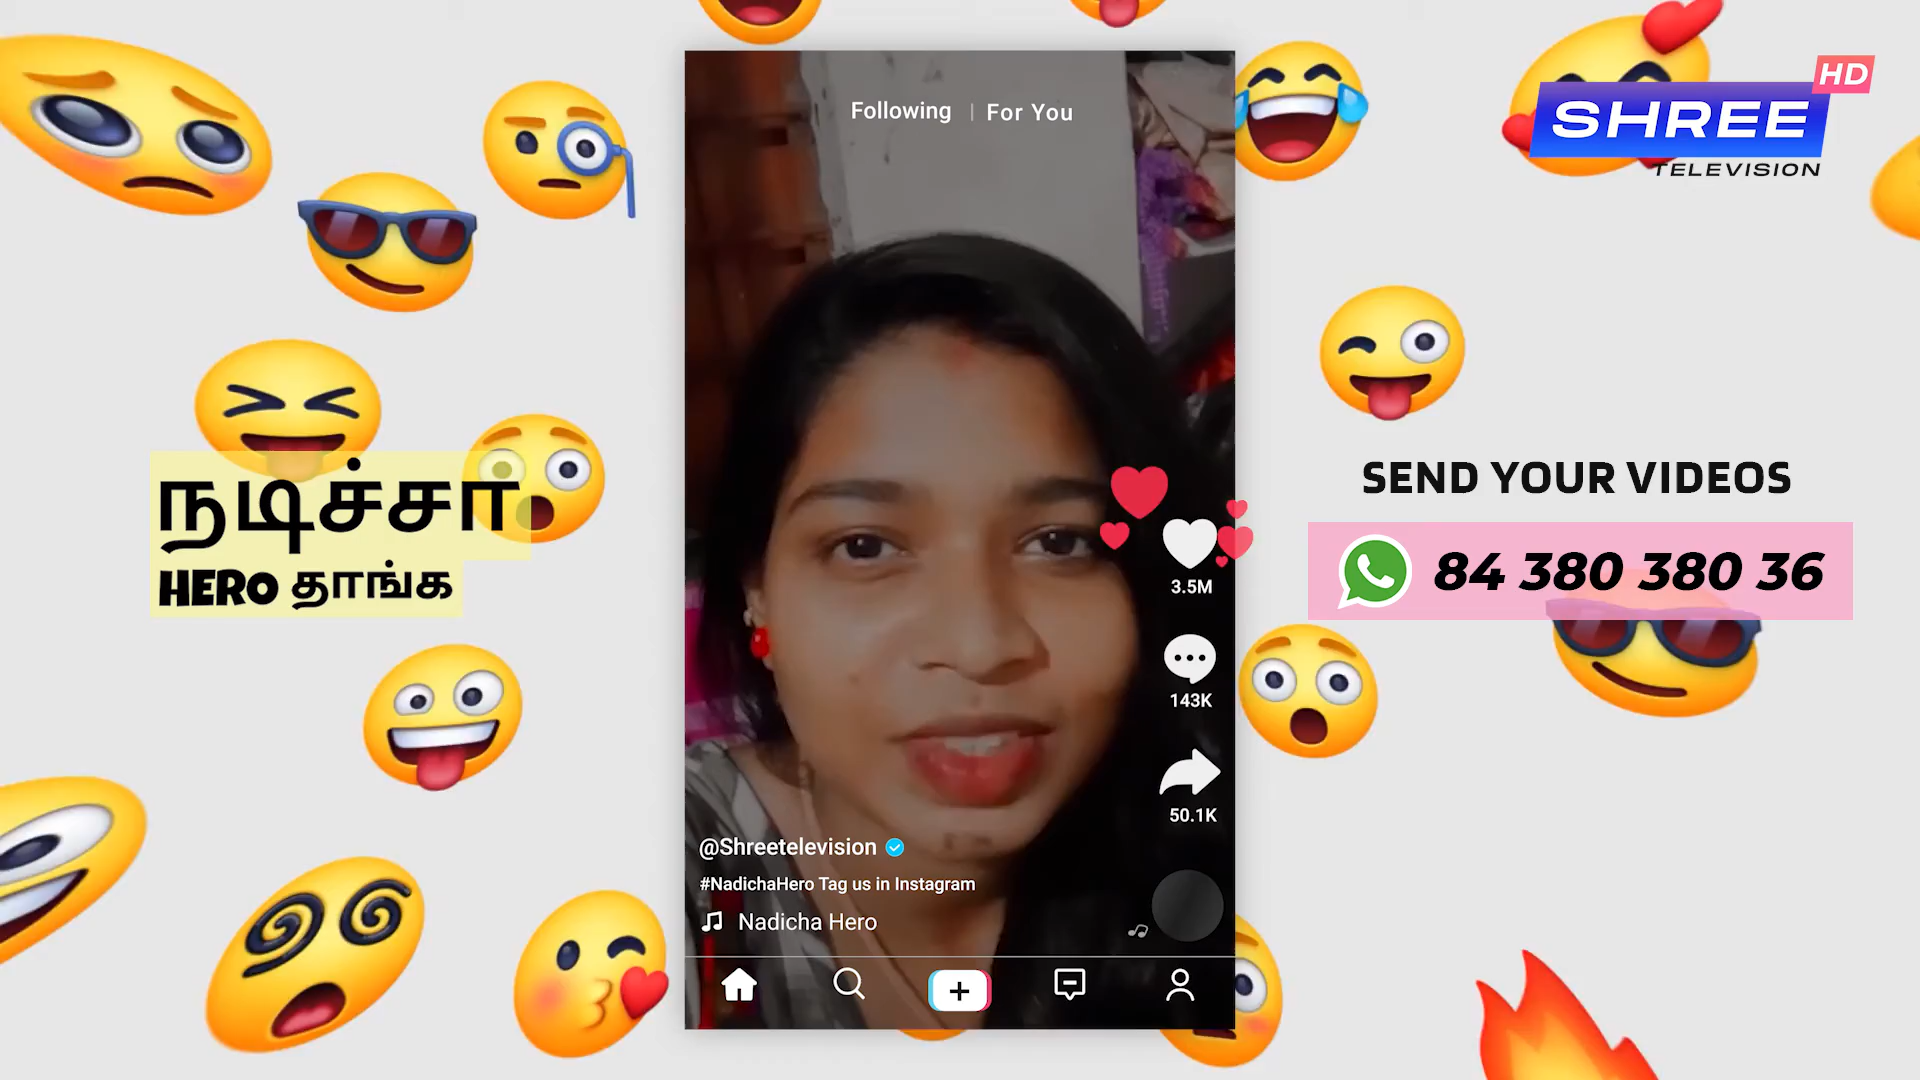 HD
SHREE
TELEVISION
Following | For You
நடிச்சா
HERO தாங்க
SEND YOUR VIDEOS
84 380 380 36
3.5M
143K
50.1K
@Shreetelevision
#NadichaHero Tag us in Instagram
Nadicha Hero